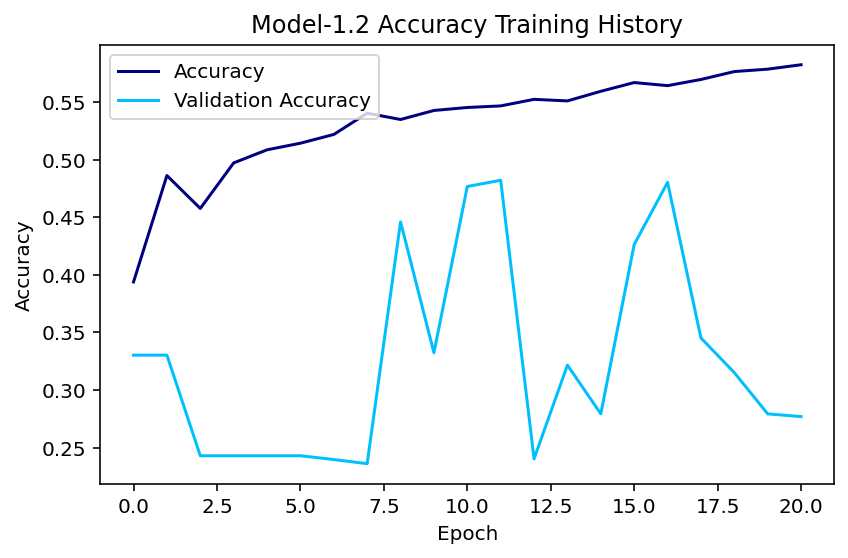 Model-1.2 Accuracy Training History
Accuracy
Validation Accuracy
Accuracy
0.55
0.50
0.45
0.40
0.35
0.30
0.25
0.0 2.5 5.0 7.5 10.0 12.5 15.0 17.5 20.0
Epoch